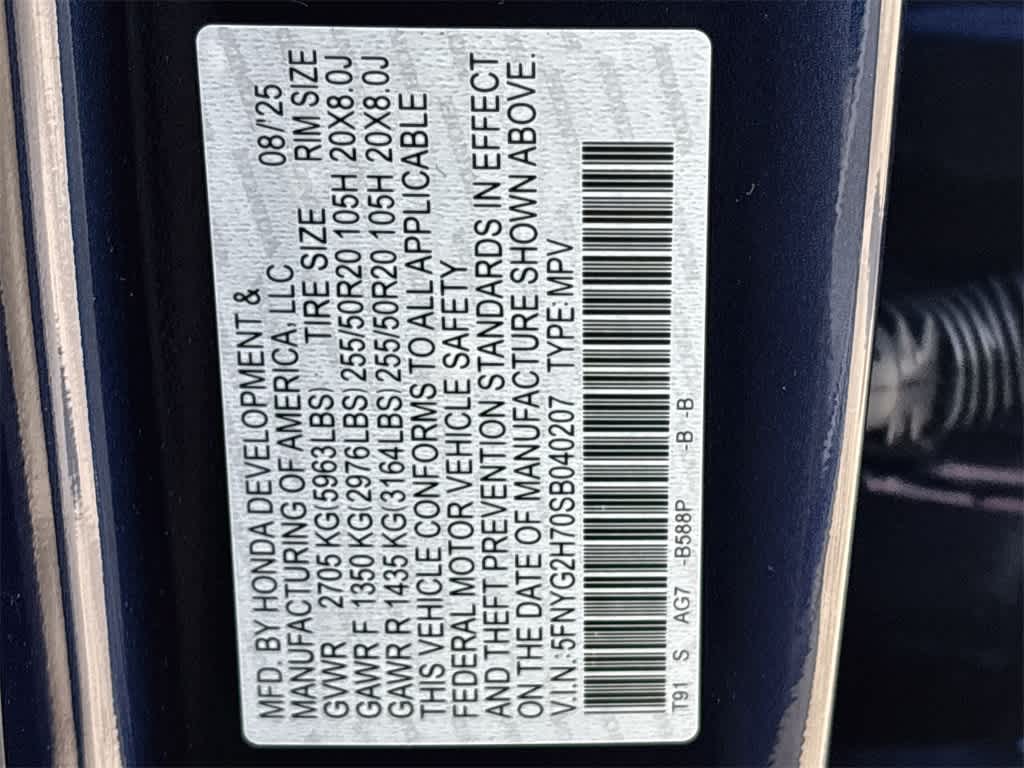 MFD. BY HONDA DEVELOPMENT & 08/'25
MANUFACTURING OF AMERICA, LLC TIRE SIZE RIM SIZE
GVWR 2705 KG(5963LBS)
GAWR F 1350 KG(2976LBS)255/50R20 105H 20X8.0J
GAWR R 1435 KG(3164LBS)255/50R20 105H 20X8.0J
THIS VEHICLE CONFORMS TO ALL APPLICABLE
FEDERAL MOTOR VEHICLE SAFETY
AND THEFT PREVENTION STANDARDS IN EFFECT
ON THE DATE OF MANUFACTURE SHOWN ABOVE.
V.I.N.:5FNYG2H70SB040207 TYPE:MPV
T91 S AG7 -B588P -B -B